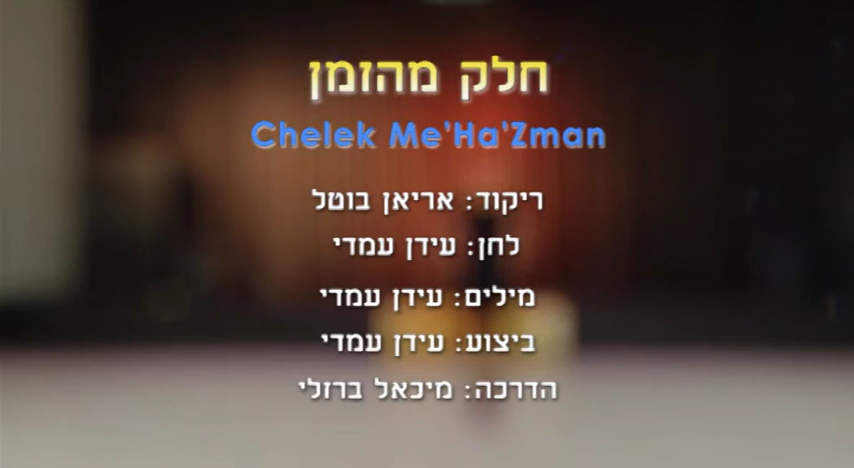 חלק מהזמן
Chelek Me'Ha'Zman
ריקוד: אריאן בוטל
לחן: עידן עמדי
מילים: עידן עמדי
ביצוע: עידן עמדי
הדרכה: מיכאל ברזלי